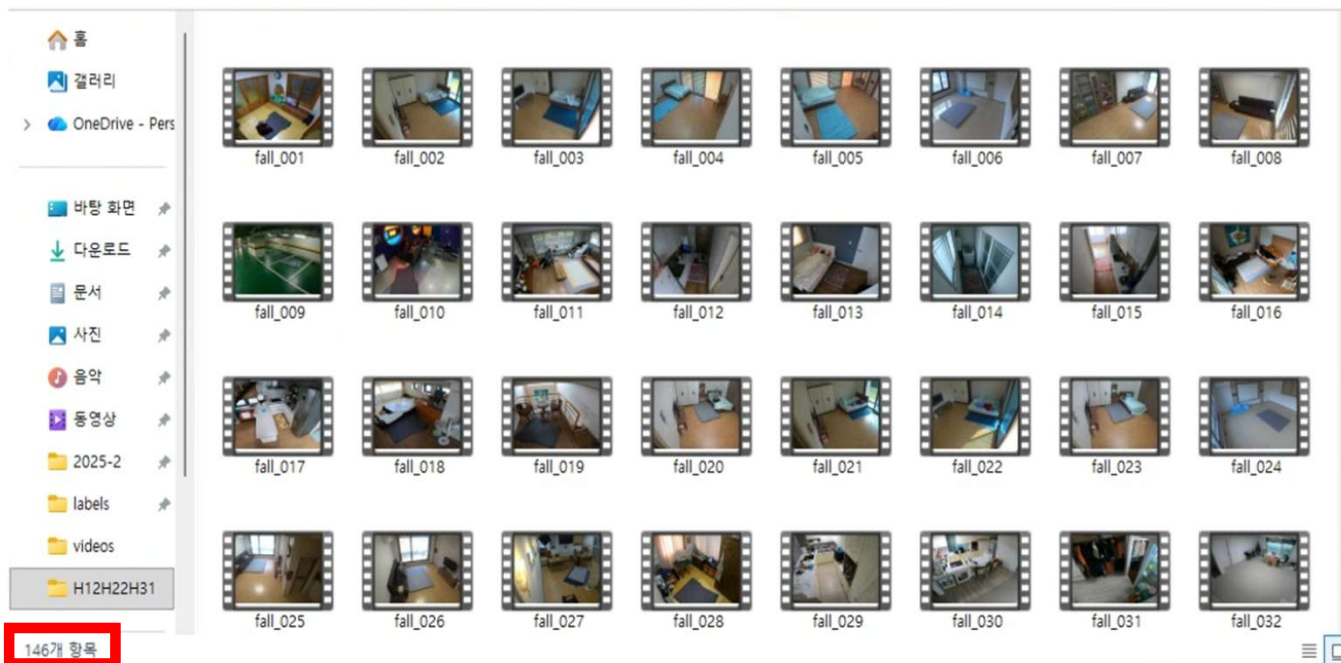 홈
갤러리
OneDrive - Pers
바탕 화면
다운로드
문서
사진
음악
동영상
2025-2
labels
videos
H12H22H31
fall_001 fall_002 fall_003 fall_004 fall_005 fall_006 fall_007 fall_008
fall_009 fall_010 fall_011 fall_012 fall_013 fall_014 fall_015 fall_016
fall_017 fall_018 fall_019 fall_020 fall_021 fall_022 fall_023 fall_024
fall_025 fall_026 fall_027 fall_028 fall_029 fall_030 fall_031 fall_032
146개 항목